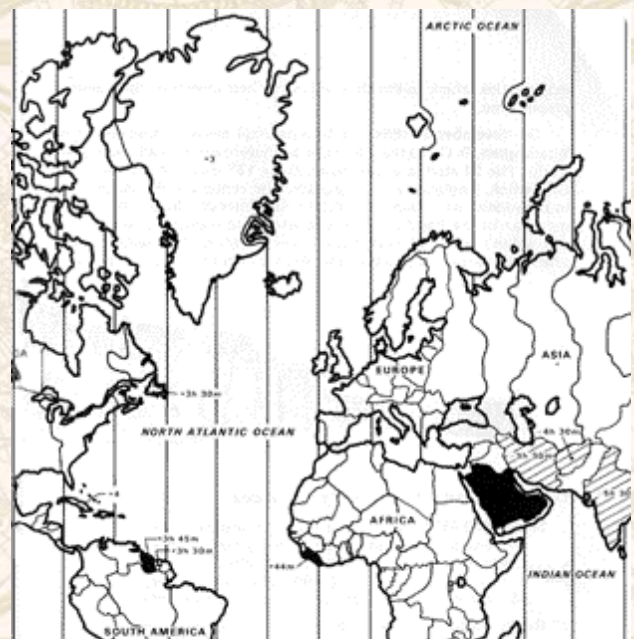 ARCTIC OCEAN
+3
ASIA
EUROPE
+3h 30m
NORTH ATLANTIC OCEAN
-4h 30m
+4
+3h 45m
+3h 30m
AFRICA
+44m
INDIAN OCEAN
SOUTH AMERICA